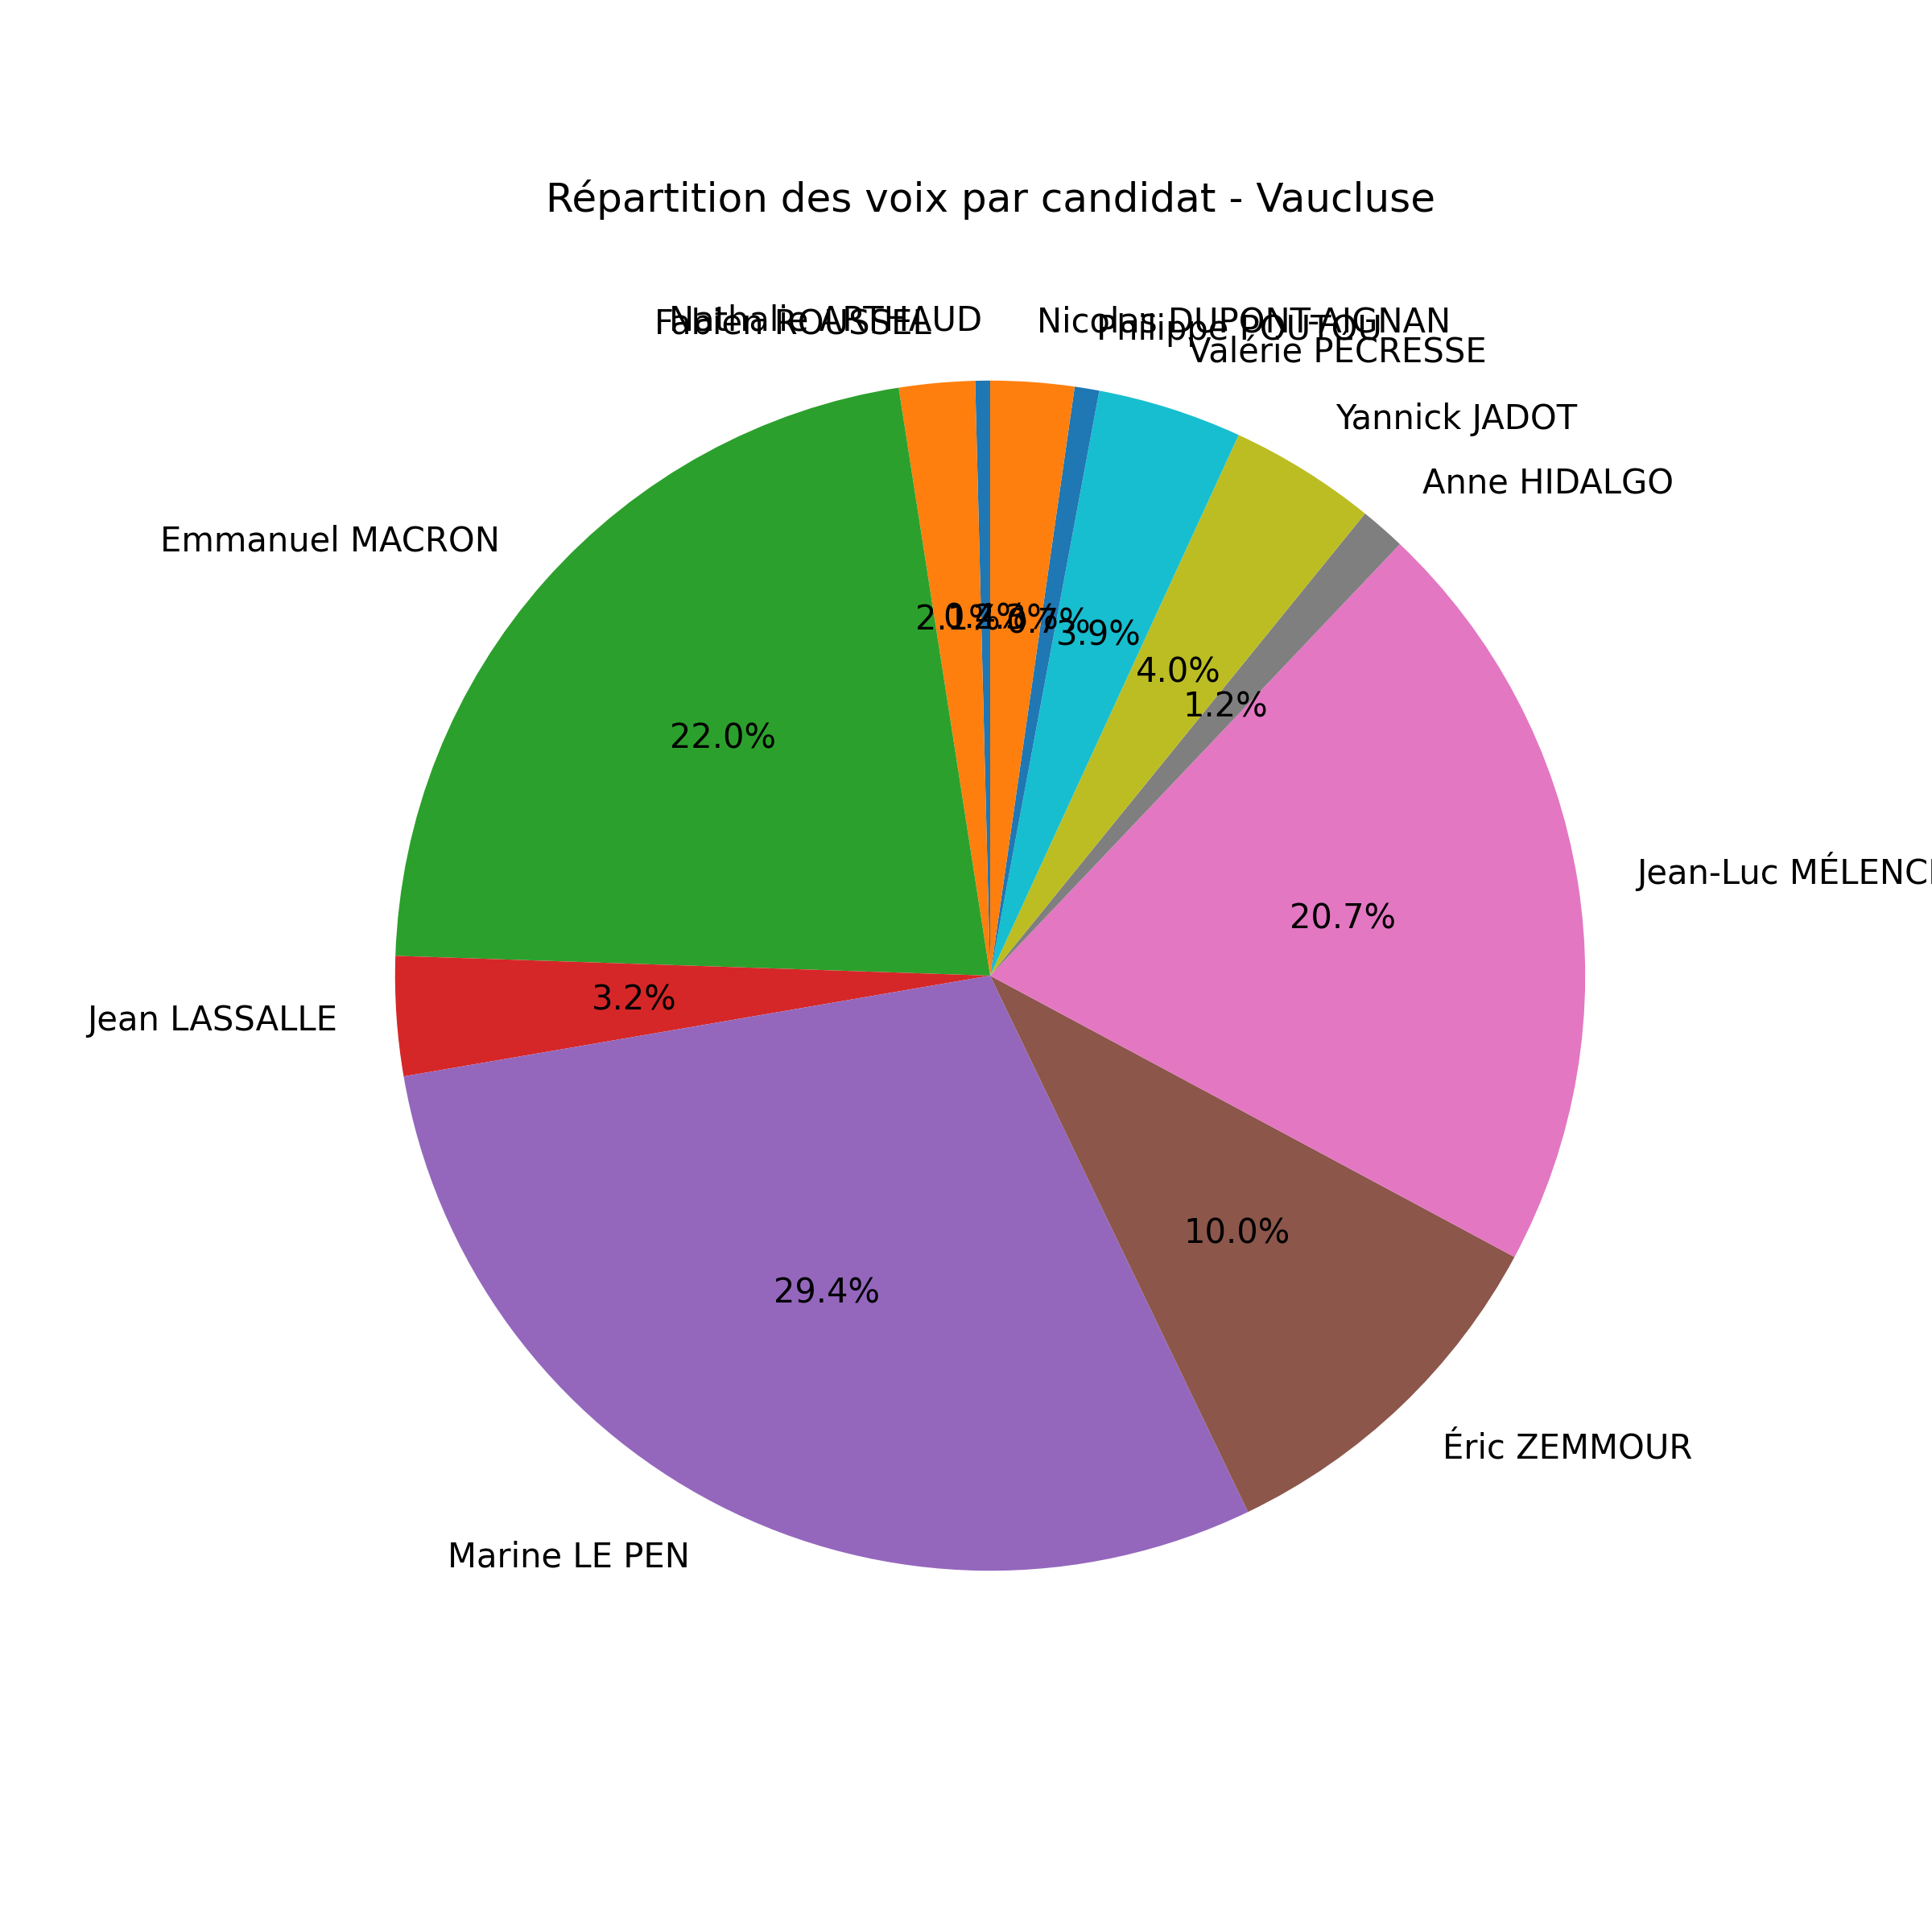 Répartition des voix par candidat - Vaucluse
Nathalie ARTHAUD
Fabien ROUSSEL
Nicolas DUPONT-AIGNAN
Philippe POUTOU
Valérie PÉCRESSE
Yannick JADOT
Anne HIDALGO
Emmanuel MACRON
Jean-Luc MÉLENCH
Jean LASSALLE
Éric ZEMMOUR
Marine LE PEN
0.7%
3.9%
4.0%
1.2%
22.0%
20.7%
3.2%
10.0%
29.4%